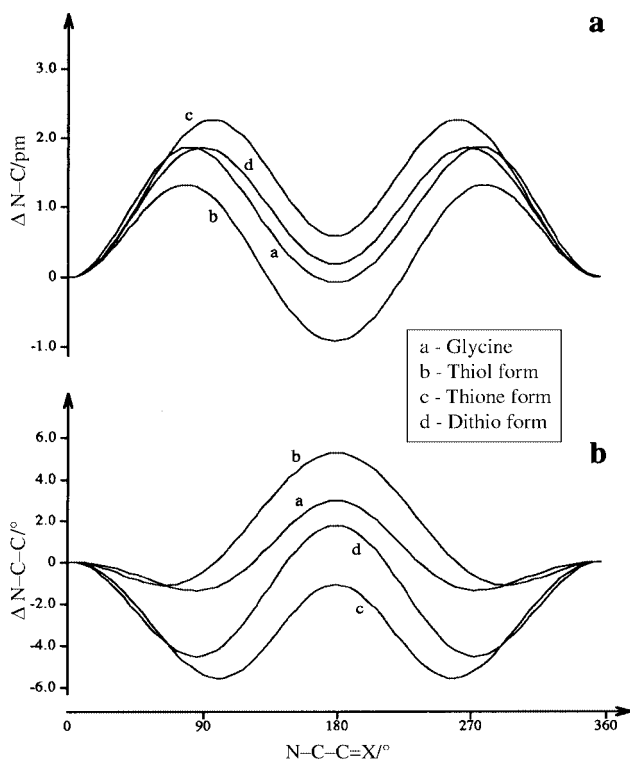 a
3.0
2.0
1.0
0
-1.0
Δ N–C/pm
c
d
b
a
a - Glycine
b - Thiol form
c - Thione form
d - Dithio form
b
6.0
4.0
2.0
0
-2.0
-4.0
-6.0
Δ N–C–C/°
b
a
d
c
0 90 180 270 360
N–C–C=X/°